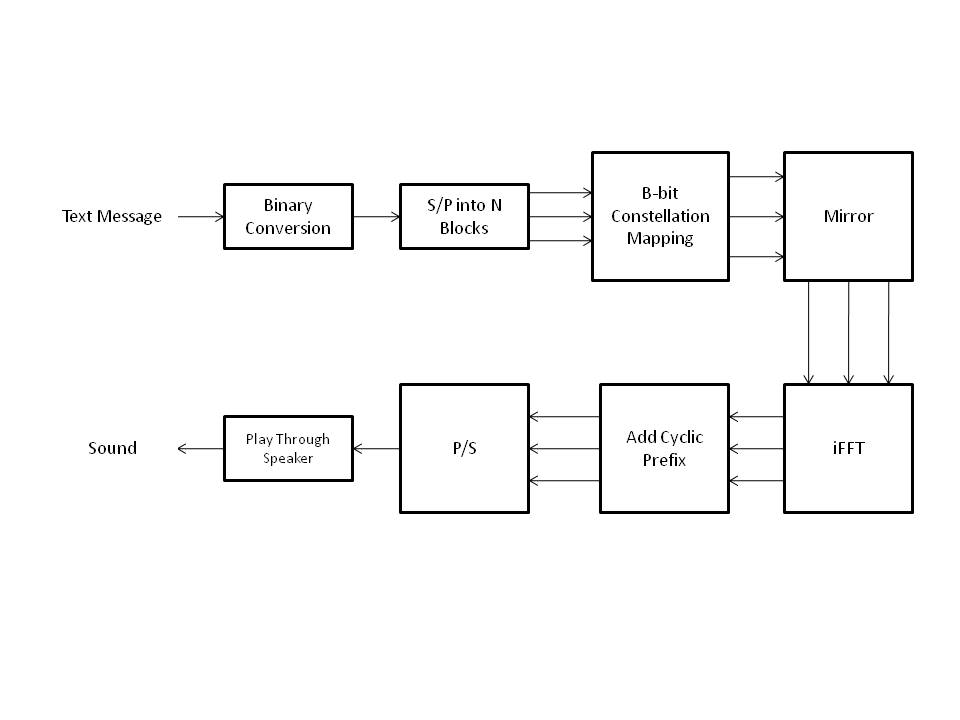 Text Message
Binary
Conversion
S/P into N
Blocks
B-bit
Constellation
Mapping
Mirror
Sound
Play Through
Speaker
P/S
Add Cyclic
Prefix
iFFT